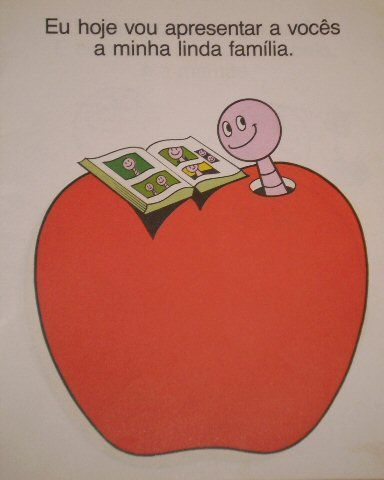 Eu hoje vou apresentar a vocês
a minha linda família.